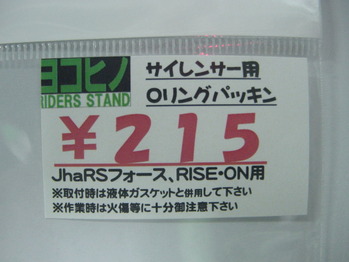 ヨコヒノ
RIDERS STAND
サイレンサー用
Oリングパッキン
￥215
JhaRSフォース、RISE・ON用
※取付時は液体ガスケットと併用して下さい
※作業時は火傷等に十分御注意下さい